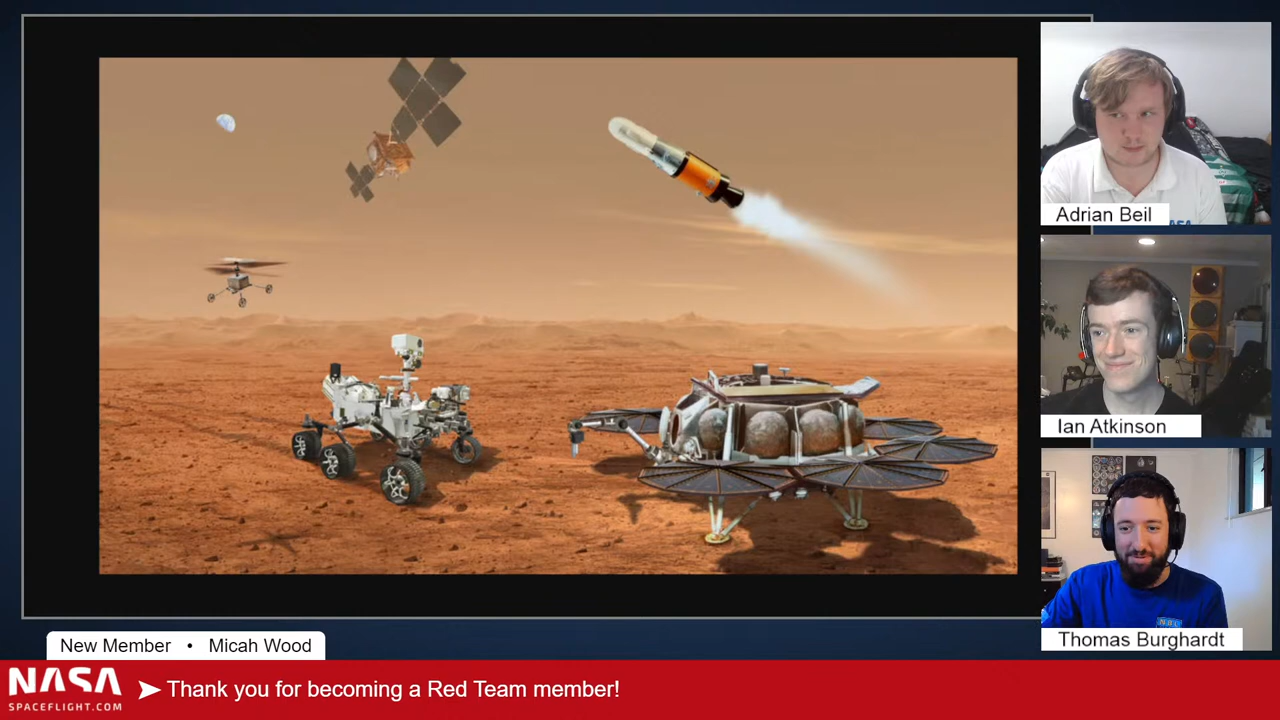 Adrian Beil
Ian Atkinson
Thomas Burghardt
New Member • Micah Wood
NASA
SPACEFLIGHT.COM
Thank you for becoming a Red Team member!